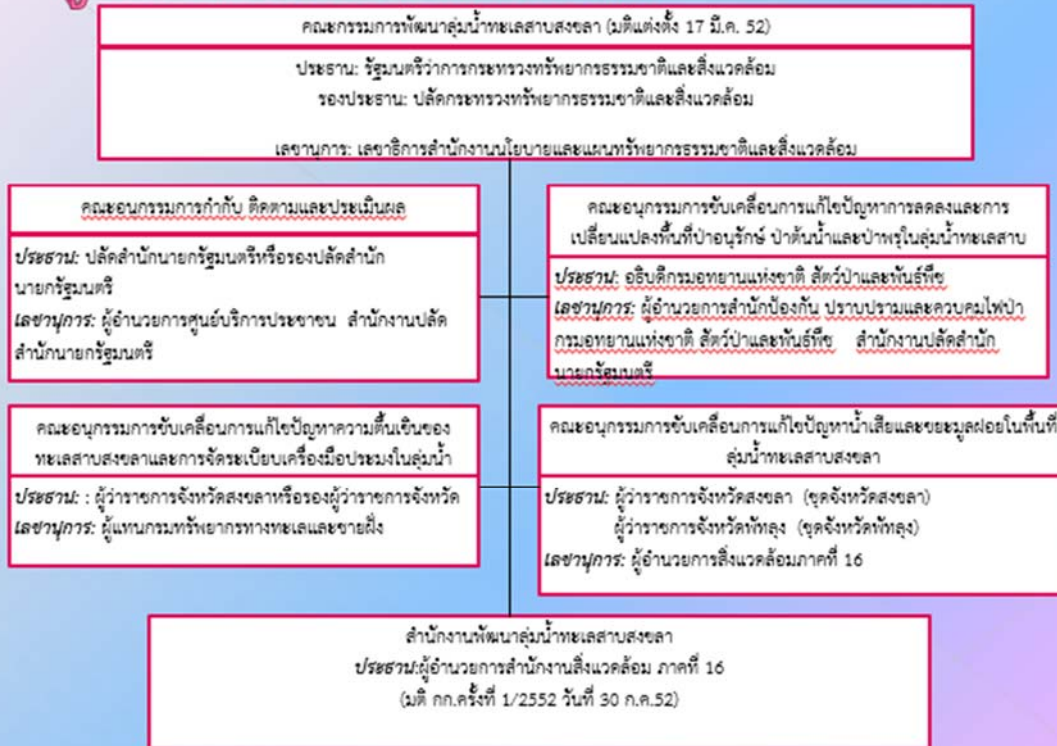 คณะกรรมการพัฒนาลุ่มน้ำทะเลสาบสงขลา (มติแต่งตั้ง 17 มี.ค. 52)
ประธาน: รัฐมนตรีว่าการกระทรวงทรัพยากรธรรมชาติและสิ่งแวดล้อม
รองประธาน: ปลัดกระทรวงทรัพยากรธรรมชาติและสิ่งแวดล้อม
เลขานุการ: เลขาธิการสำนักงานนโยบายและแผนทรัพยากรธรรมชาติและสิ่งแวดล้อม
คณะอนุกรรมการกำกับ ติดตามและประเมินผล
ประธาน: ปลัดสำนักนายกรัฐมนตรีหรือรองปลัดสำนัก
นายกรัฐมนตรี
เลขานุการ: ผู้อำนวยการศูนย์บริการประชาชน สำนักงานปลัด
สำนักนายกรัฐมนตรี
คณะอนุกรรมการขับเคลื่อนการแก้ไขปัญหาการลดลงและการ
เปลี่ยนแปลงพื้นที่ป่าอนุรักษ์ ป่าต้นน้ำและป่าพรุในลุ่มน้ำทะเลสาบ
ประธาน: อธิบดีกรมอุทยานแห่งชาติ สัตว์ป่าและพันธุ์พืช
เลขานุการ: ผู้อำนวยการสำนักป้องกัน ปราบปรามและควบคุมไฟป่า
กรมอุทยานแห่งชาติ สัตว์ป่าและพันธุ์พืช สำนักงานปลัดสำนัก
นายกรัฐมนตรี
คณะอนุกรรมการขับเคลื่อนการแก้ไขปัญหาความตื้นเขินของ
ทะเลสาบสงขลาและการจัดระเบียบเครื่องมือประมงในลุ่มน้ำ
ประธาน: : ผู้ว่าราชการจังหวัดสงขลาหรือรองผู้ว่าราชการจังหวัด
เลขานุการ: ผู้แทนกรมทรัพยากรทางทะเลและชายฝั่ง
คณะอนุกรรมการขับเคลื่อนการแก้ไขปัญหาน้ำเสียและขยะมูลฝอยในพื้นที่
ลุ่มน้ำทะเลสาบสงขลา
ประธาน: ผู้ว่าราชการจังหวัดสงขลา (ชุดจังหวัดสงขลา)
ผู้ว่าราชการจังหวัดพัทลุง (ชุดจังหวัดพัทลุง)
เลขานุการ: ผู้อำนวยการสิ่งแวดล้อมภาคที่ 16
สำนักงานพัฒนาลุ่มน้ำทะเลสาบสงขลา
ประธาน:ผู้อำนวยการสำนักงานสิ่งแวดล้อม ภาคที่ 16
(มติ กก.ครั้งที่ 1/2552 วันที่ 30 ก.ค.52)